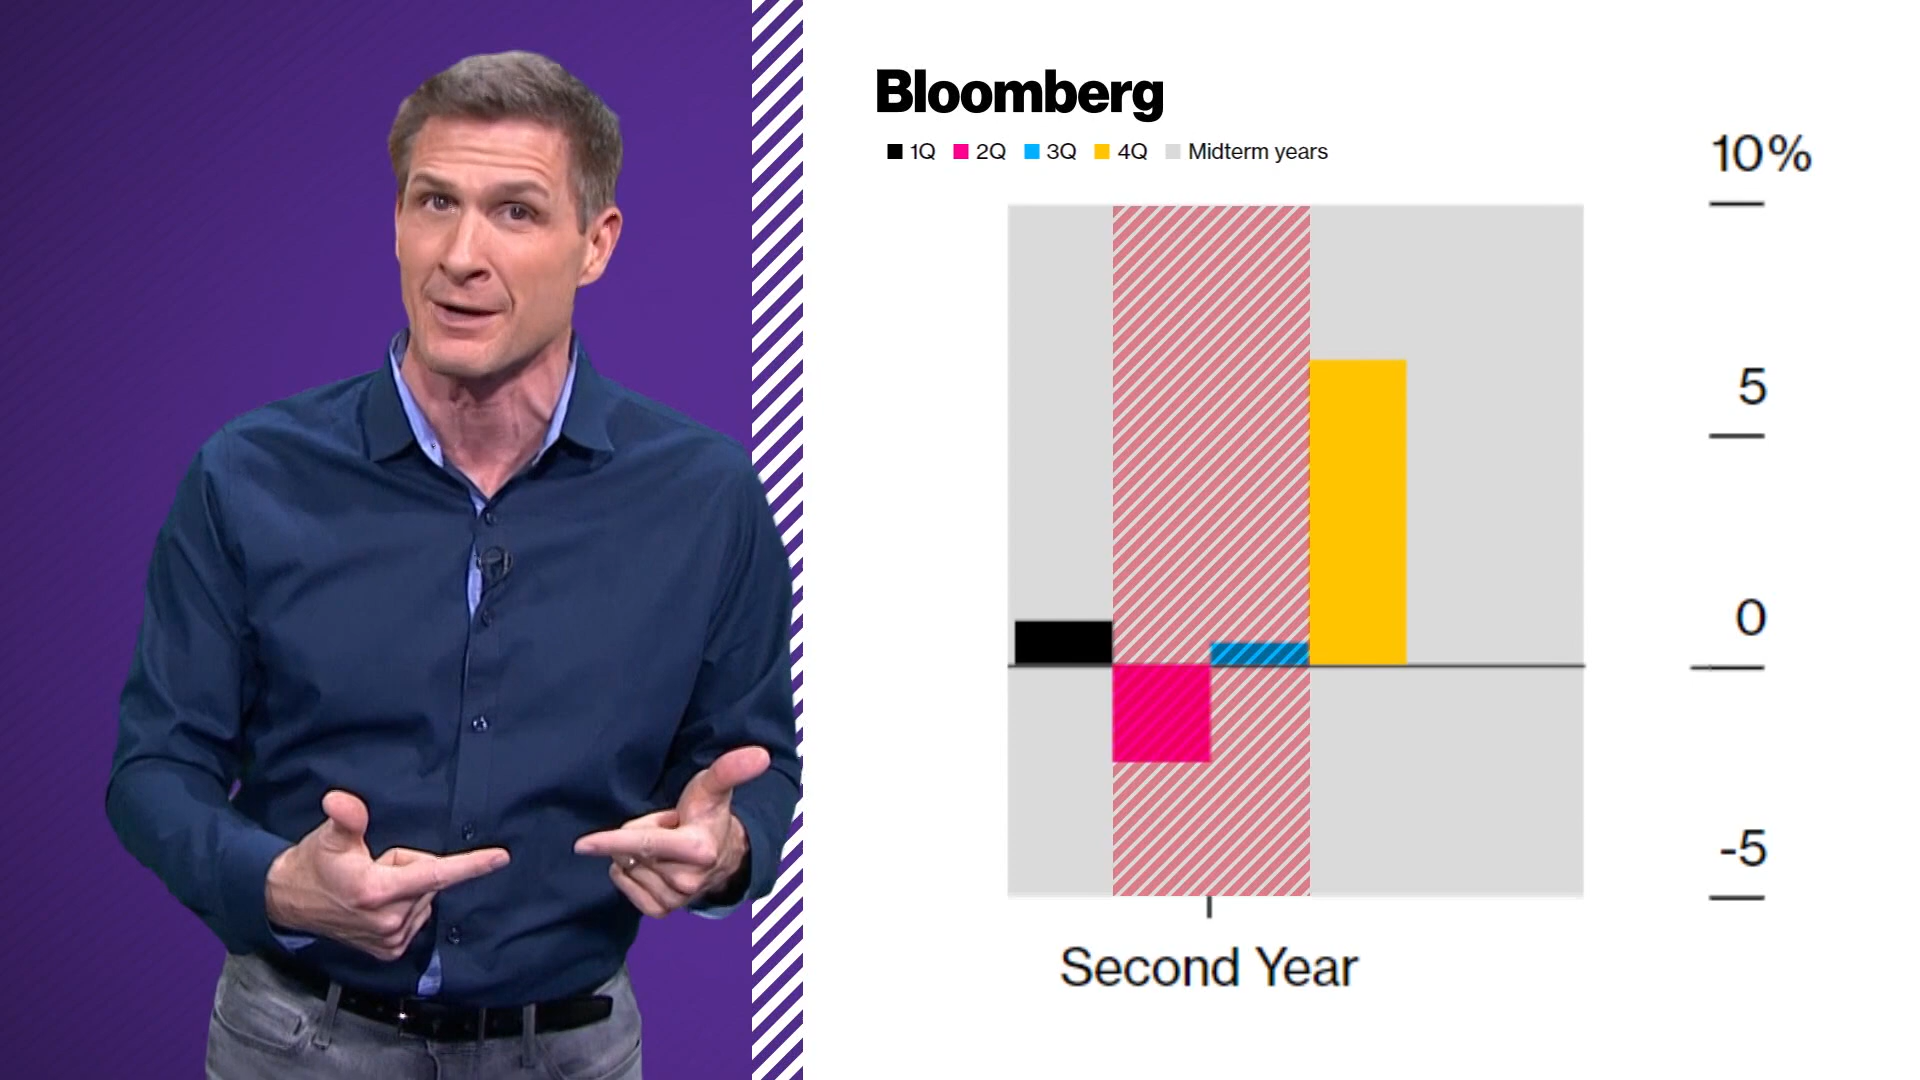 Bloomberg
1Q 2Q 3Q 4Q Midterm years
10%
5
0
-5
Second Year